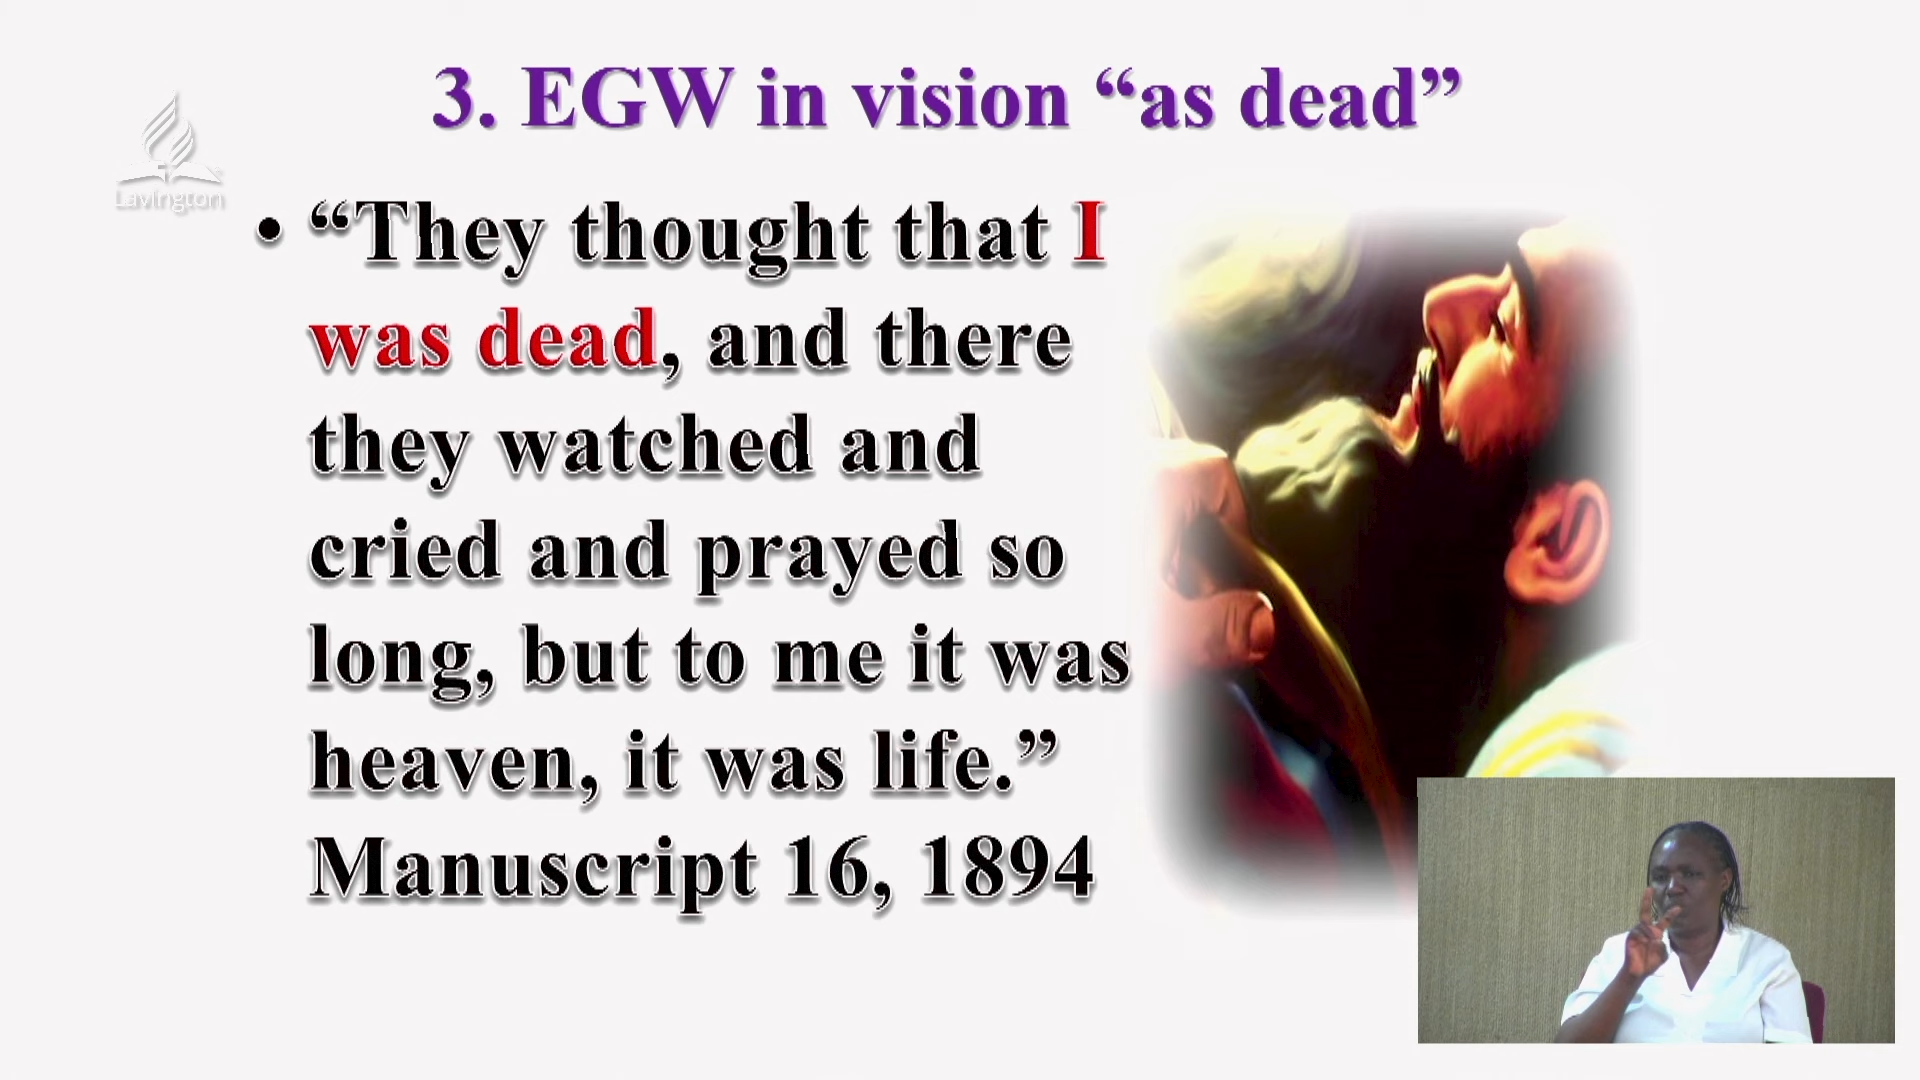 3. EGW in vision “as dead”
Lavington
• “They thought that I
was dead, and there
they watched and
cried and prayed so
long, but to me it was
heaven, it was life.”
Manuscript 16, 1894